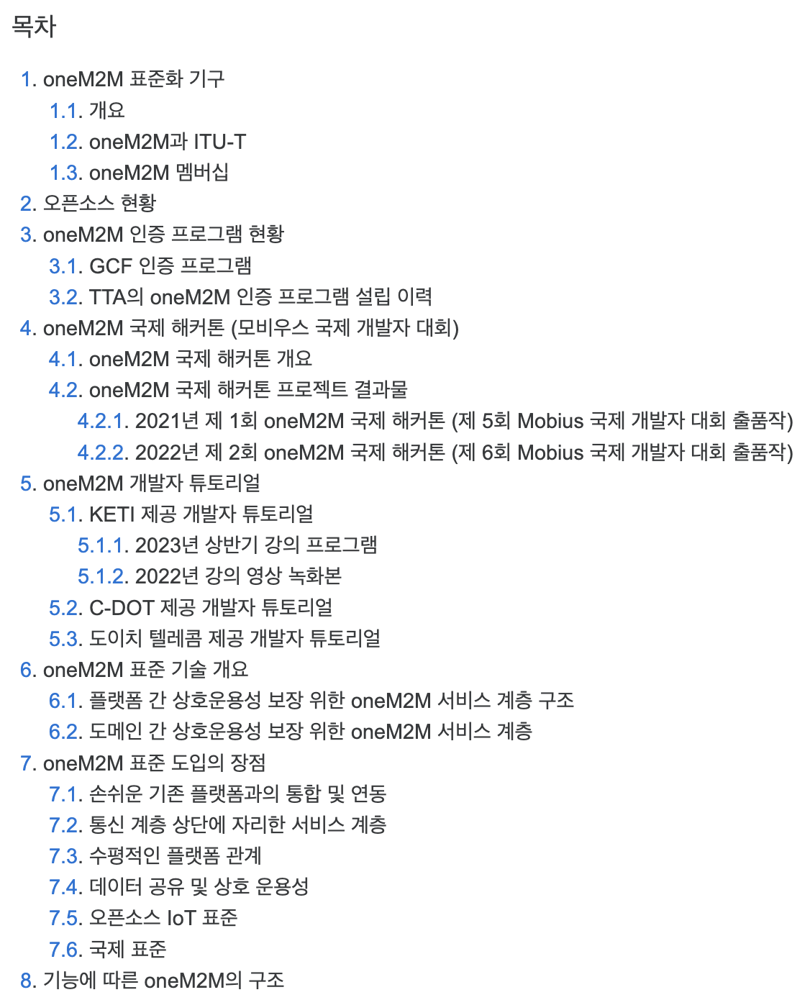 목차
1. oneM2M 표준화 기구
1.1. 개요
1.2. oneM2M과 ITU-T
1.3. oneM2M 멤버십
2. 오픈소스 현황
3. oneM2M 인증 프로그램 현황
3.1. GCF 인증 프로그램
3.2. TTA의 oneM2M 인증 프로그램 설립 이력
4. oneM2M 국제 해커톤 (모비우스 국제 개발자 대회)
4.1. oneM2M 국제 해커톤 개요
4.2. oneM2M 국제 해커톤 프로젝트 결과물
4.2.1. 2021년 제 1회 oneM2M 국제 해커톤 (제 5회 Mobius 국제 개발자 대회 출품작)
4.2.2. 2022년 제 2회 oneM2M 국제 해커톤 (제 6회 Mobius 국제 개발자 대회 출품작)
5. oneM2M 개발자 튜토리얼
5.1. KETI 제공 개발자 튜토리얼
5.1.1. 2023년 상반기 강의 프로그램
5.1.2. 2022년 강의 영상 녹화본
5.2. C-DOT 제공 개발자 튜토리얼
5.3. 도이치 텔레콤 제공 개발자 튜토리얼
6. oneM2M 표준 기술 개요
6.1. 플랫폼 간 상호운용성 보장 위한 oneM2M 서비스 계층 구조
6.2. 도메인 간 상호운용성 보장 위한 oneM2M 서비스 계층
7. oneM2M 표준 도입의 장점
7.1. 손쉬운 기존 플랫폼과의 통합 및 연동
7.2. 통신 계층 상단에 자리한 서비스 계층
7.3. 수평적인 플랫폼 관계
7.4. 데이터 공유 및 상호 운용성
7.5. 오픈소스 IoT 표준
7.6. 국제 표준
8. 기능에 따른 oneM2M의 구조